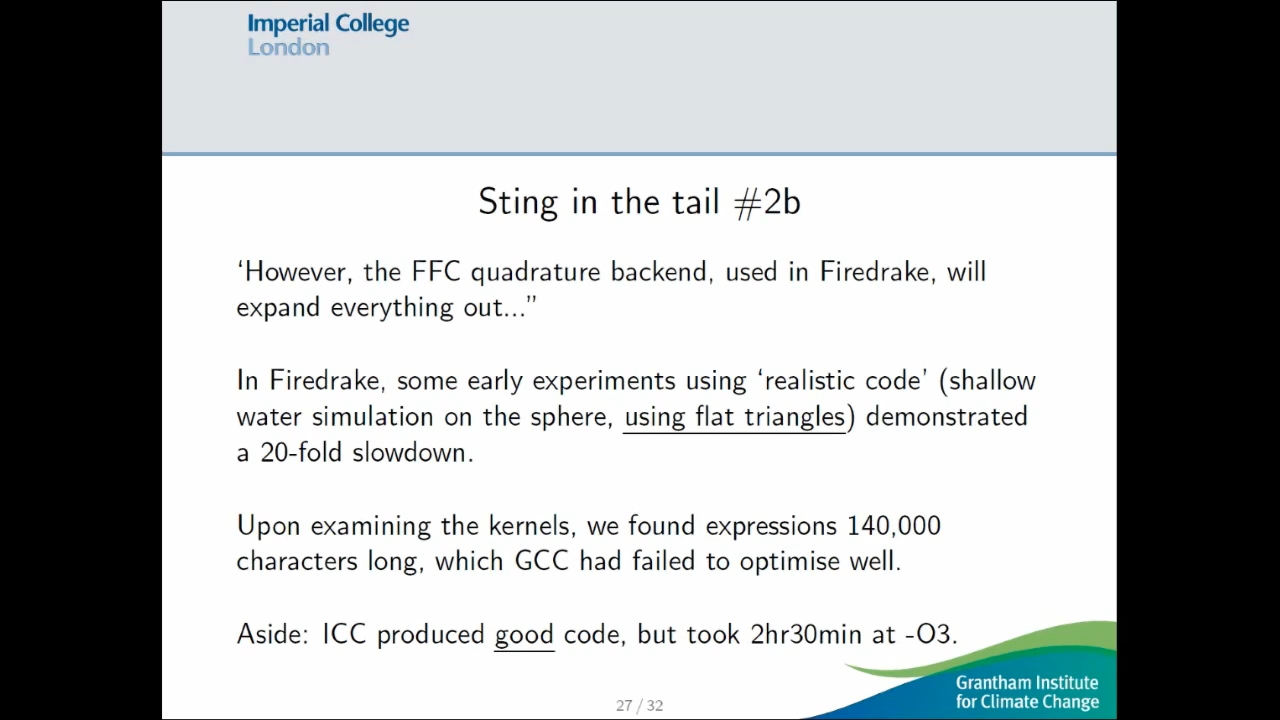 Imperial College
London
Sting in the tail #2b
‘However, the FFC quadrature backend, used in Firedrake, will
expand everything out...”
In Firedrake, some early experiments using ‘realistic code’ (shallow
water simulation on the sphere, using flat triangles) demonstrated
a 20-fold slowdown.
Upon examining the kernels, we found expressions 140,000
characters long, which GCC had failed to optimise well.
Aside: ICC produced good code, but took 2hr30min at -O3.
Grantham Institute
for Climate Change
27 / 32